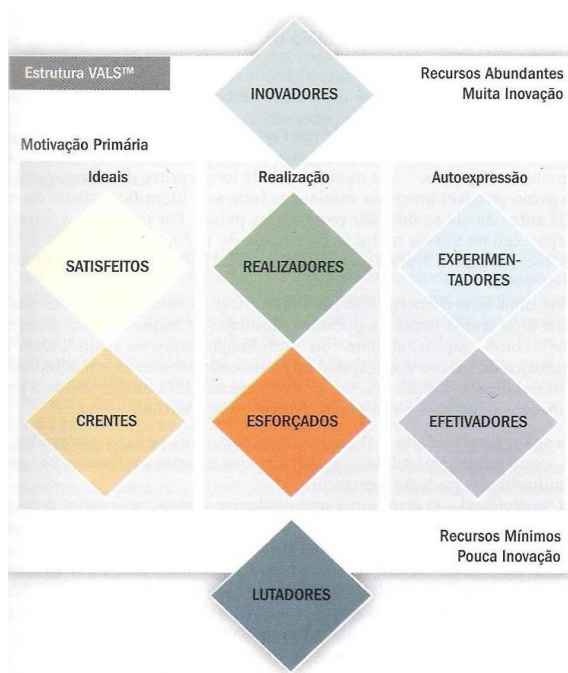 Estrutura VALS™
Recursos Abundantes
Muita Inovação
INOVADORES
Motivação Primária
Ideais
Realização
Autoexpressão
SATISFEITOS
REALIZADORES
EXPERIMEN-
TADORES
CRENTES
ESFORÇADOS
EFETIVADORES
Recursos Mínimos
Pouca Inovação
LUTADORES